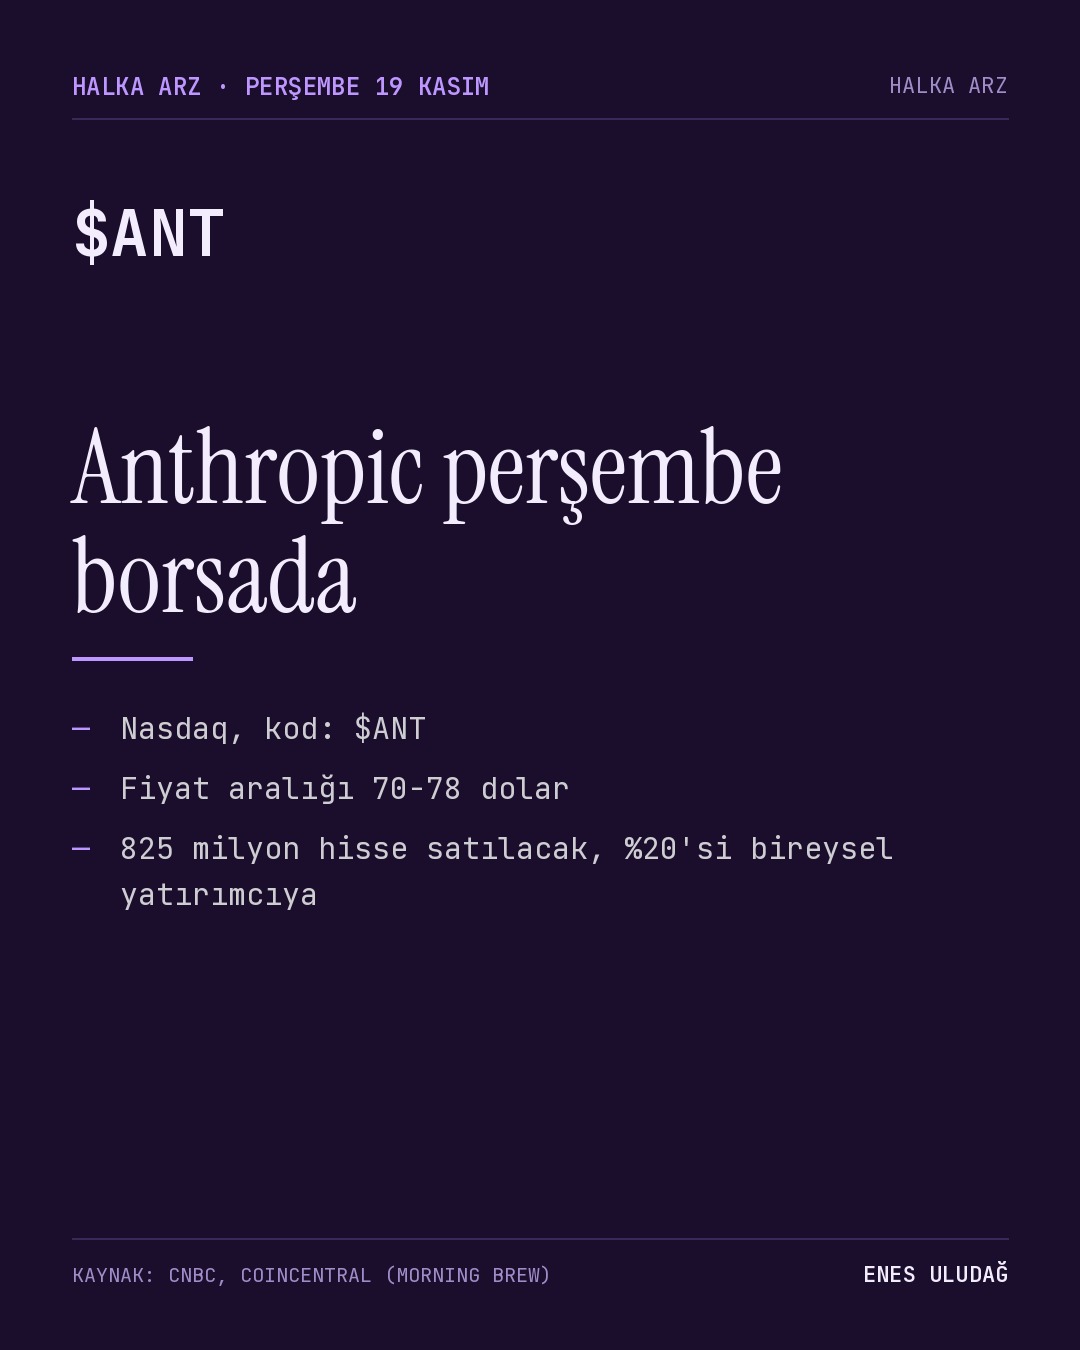 HALKA ARZ · PERŞEMBE 19 KASIM
HALKA ARZ
$ANT
Anthropic perşembe
borsada
— Nasdaq, kod: $ANT
— Fiyat aralığı 70-78 dolar
— 825 milyon hisse satılacak, %20'si bireysel
yatırımcıya
KAYNAK: CNBC, COINCENTRAL (MORNING BREW)
ENES ULUDAĞ